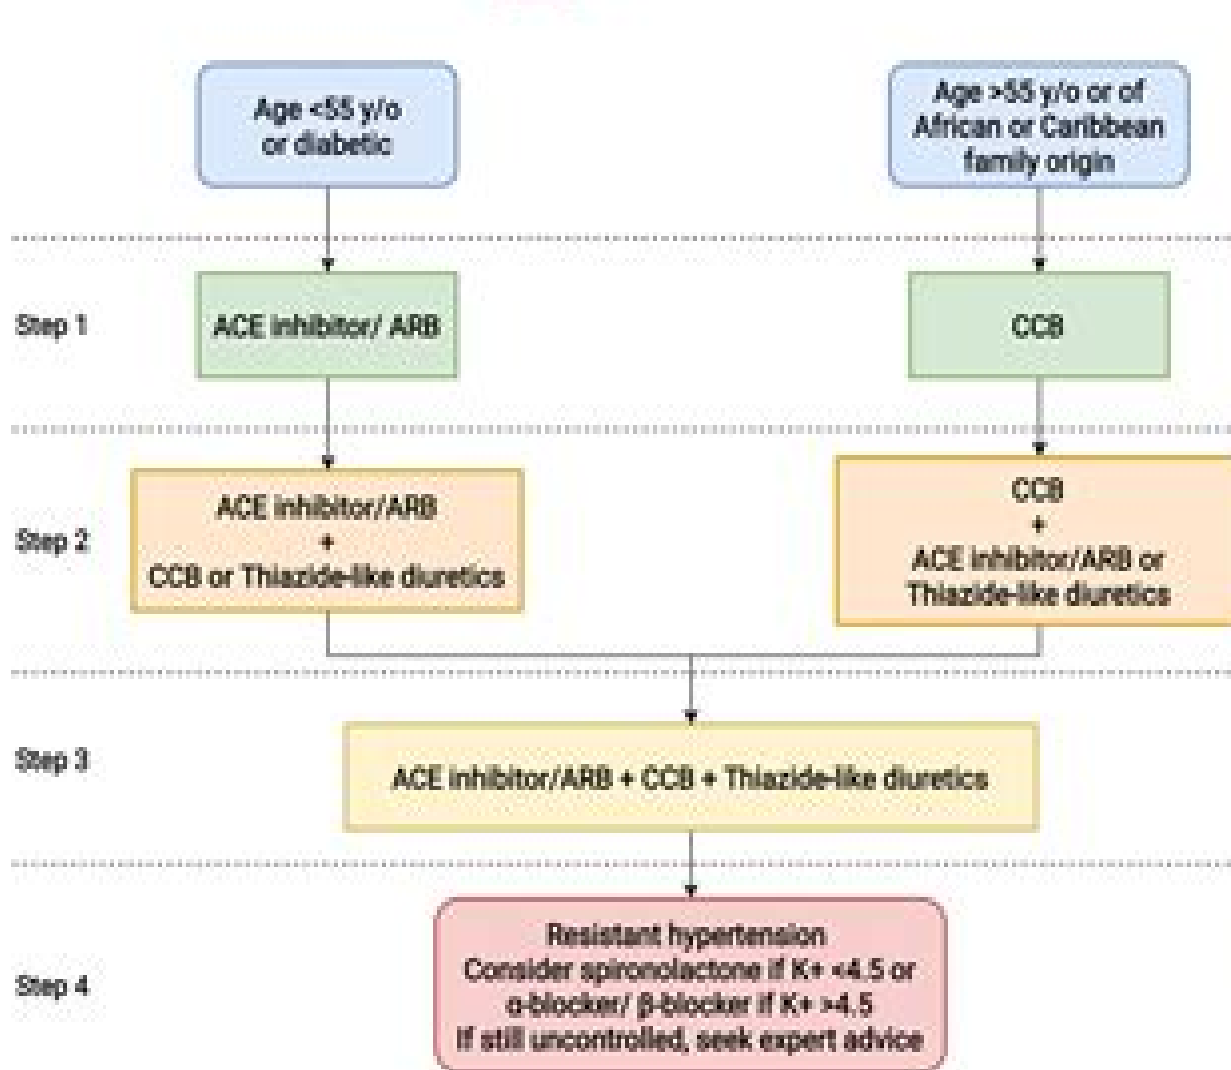 Age <55 y/o
or diabetic
Age >55 y/o or of
African or Caribbean
family origin
Step 1
ACE inhibitor/ ARB
CCB
Step 2
ACE inhibitor/ARB
+
CCB or Thiazide-like diuretics
CCB
+
ACE inhibitor/ARB or
Thiazide-like diuretics
Step 3
ACE inhibitor/ARB + CCB + Thiazide-like diuretics
Step 4
Resistant hypertension
Consider spironolactone if K+ <4.5 or
α-blocker/ β-blocker if K+ >4.5
If still uncontrolled, seek expert advice